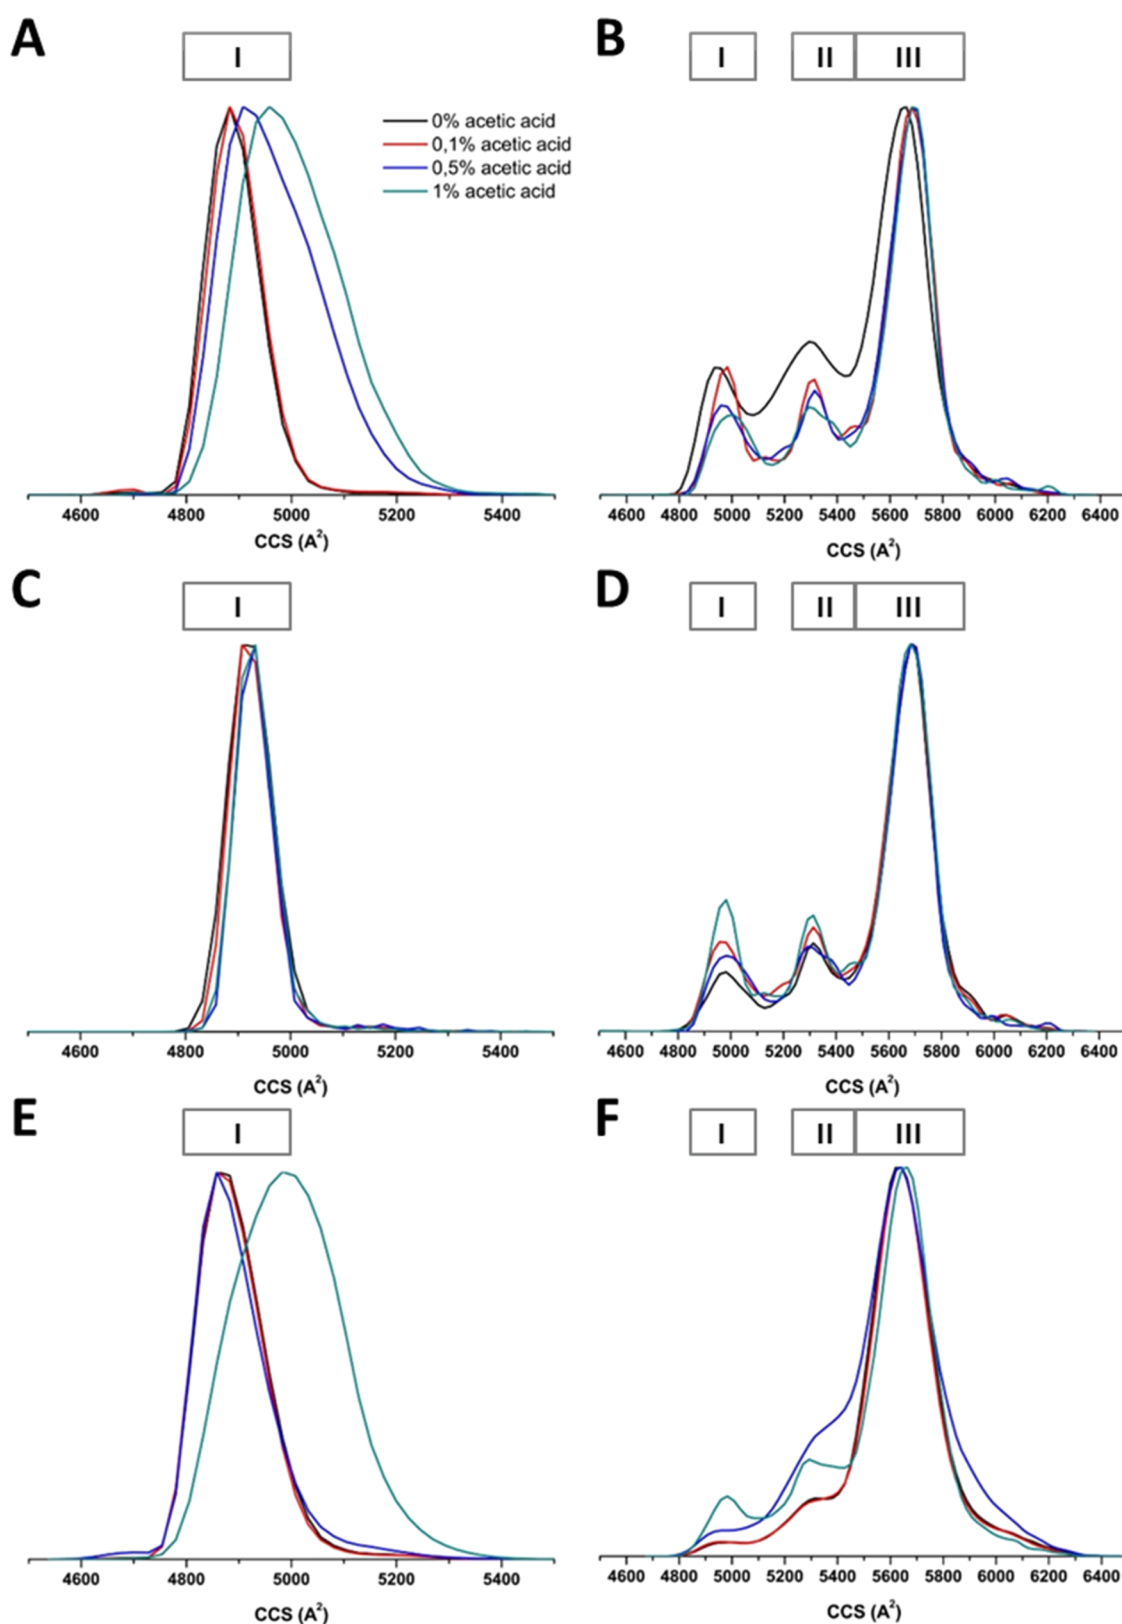 A
B
I
I II III
0% acetic acid
0,1% acetic acid
0,5% acetic acid
1% acetic acid
4600 4800 5000 5200 5400
CCS (A²)
4600 4800 5000 5200 5400 5600 5800 6000 6200 6400
CCS (A²)
C
D
I
I II III
4600 4800 5000 5200 5400
CCS (A²)
4600 4800 5000 5200 5400 5600 5800 6000 6200 6400
CCS (A²)
E
F
I
I II III
4600 4800 5000 5200 5400
CCS (A²)
4600 4800 5000 5200 5400 5600 5800 6000 6200 6400
CCS (A²)